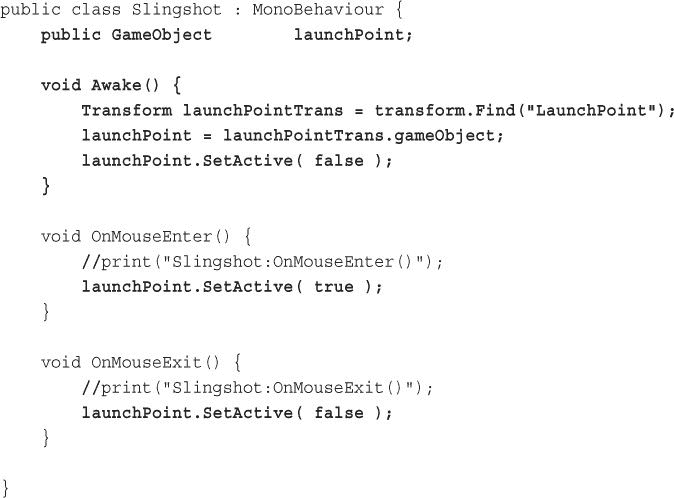 public class Slingshot : MonoBehaviour {
    public GameObject        launchPoint;

    void Awake() {
        Transform launchPointTrans = transform.Find("LaunchPoint");
        launchPoint = launchPointTrans.gameObject;
        launchPoint.SetActive( false );
    }

    void OnMouseEnter() {
        //print("Slingshot:OnMouseEnter()");
        launchPoint.SetActive( true );
    }

    void OnMouseExit() {
        //print("Slingshot:OnMouseExit()");
        launchPoint.SetActive( false );
    }

}